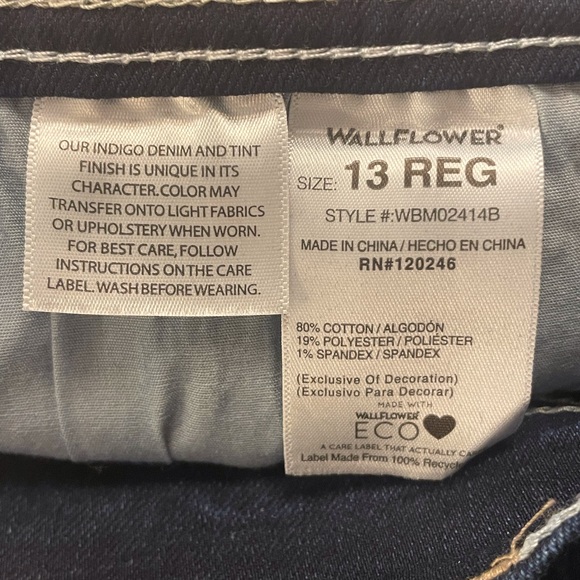 OUR INDIGO DENIM AND TINT
FINISH IS UNIQUE IN ITS
CHARACTER.COLOR MAY
TRANSFER ONTO LIGHT FABRICS
OR UPHOLSTERY WHEN WORN.
FOR BEST CARE, FOLLOW
INSTRUCTIONS ON THE CARE
LABEL. WASH BEFORE WEARING.
WALLFLOWER®
SIZE: 13 REG
STYLE #:WBM02414B
MADE IN CHINA / HECHO EN CHINA
RN#120246
80% COTTON / ALGODÓN
19% POLYESTER / POLIÉSTER
1% SPANDEX / SPANDEX
(Exclusive Of Decoration)
(Exclusivo Para Decorar)
MADE WITH
WALLFLOWER
ECO
A CARE LABEL THAT ACTUALLY
Label Made From 100%